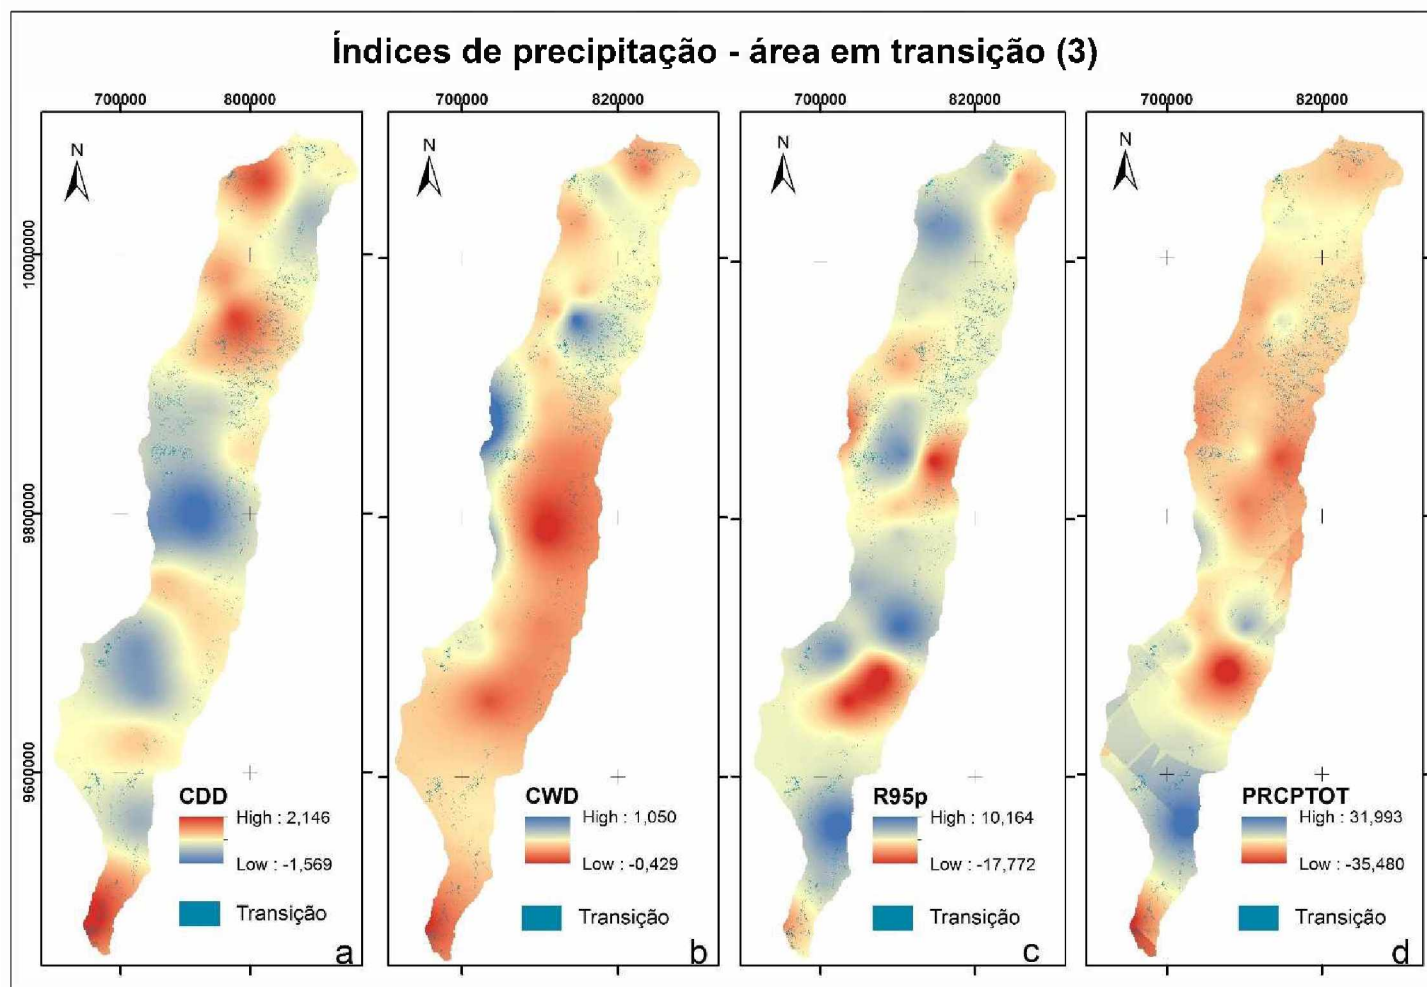 Índices de precipitação - área em transição (3)
700000 800000
700000 820000
700000 820000
700000 820000
N
N
N
N
10000000
9800000
9600000
CDD
High : 2,146
Low : -1,569
Transição
a
CWD
High : 1,050
Low : -0,429
Transição
b
R95p
High : 10,164
Low : -17,772
Transição
c
PRCPTOT
High : 31,993
Low : -35,480
Transição
d